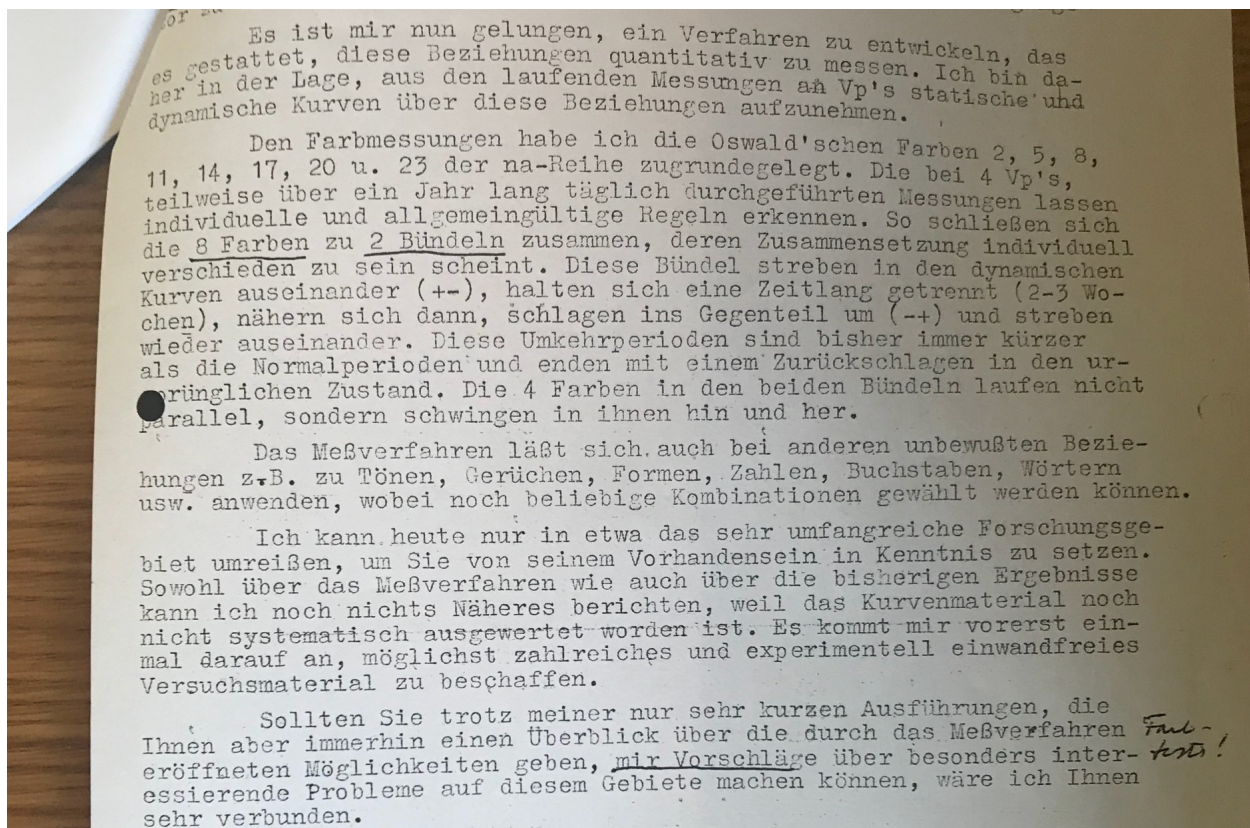 Es ist mir nun gelungen, ein Verfahren zu entwickeln, das
es gestattet, diese Beziehungen quantitativ zu messen. Ich bin da-
her in der Lage, aus den laufenden Messungen an Vp's statische und
dynamische Kurven über diese Beziehungen aufzunehmen.
Den Farbmessungen habe ich die Oswald'schen Farben 2, 5, 8,
11, 14, 17, 20 u. 23 der na-Reihe zugrundegelegt. Die bei 4 Vp's,
teilweise über ein Jahr lang täglich durchgeführten Messungen lassen
individuelle und allgemeingültige Regeln erkennen. So schließen sich
die 8 Farben zu 2 Bündeln zusammen, deren Zusammensetzung individuell
verschieden zu sein scheint. Diese Bündel streben in den dynamischen
Kurven auseinander (+-), halten sich eine Zeitlang getrennt (2-3 Wo-
chen), nähern sich dann, schlagen ins Gegenteil um (-+) und streben
wieder auseinander. Diese Umkehrperioden sind bisher immer kürzer
als die Normalperioden und enden mit einem Zurückschlagen in den ur-
prünglichen Zustand. Die 4 Farben in den beiden Bündeln laufen nicht
parallel, sondern schwingen in ihnen hin und her.
Das Meßverfahren läßt sich auch bei anderen unbewußten Bezie-
hungen z.B. zu Tönen, Gerüchen, Formen, Zahlen, Buchstaben, Wörtern
usw. anwenden, wobei noch beliebige Kombinationen gewählt werden können.
Ich kann heute nur in etwa das sehr umfangreiche Forschungsge-
biet umreißen, um Sie von seinem Vorhandensein in Kenntnis zu setzen.
Sowohl über das Meßverfahren wie auch über die bisherigen Ergebnisse
kann ich noch nichts Näheres berichten, weil das Kurvenmaterial noch
nicht systematisch ausgewertet worden ist. Es kommt mir vorerst ein-
mal darauf an, möglichst zahlreiches und experimentell einwandfreies
Versuchsmaterial zu beschaffen.
Sollten Sie trotz meiner nur sehr kurzen Ausführungen, die
Ihnen aber immerhin einen Überblick über die durch das Meßverfahren
eröffneten Möglichkeiten geben, mir Vorschläge über besonders inter-
essierende Probleme auf diesem Gebiete machen können, wäre ich Ihnen
sehr verbunden.
Farb-
tests!